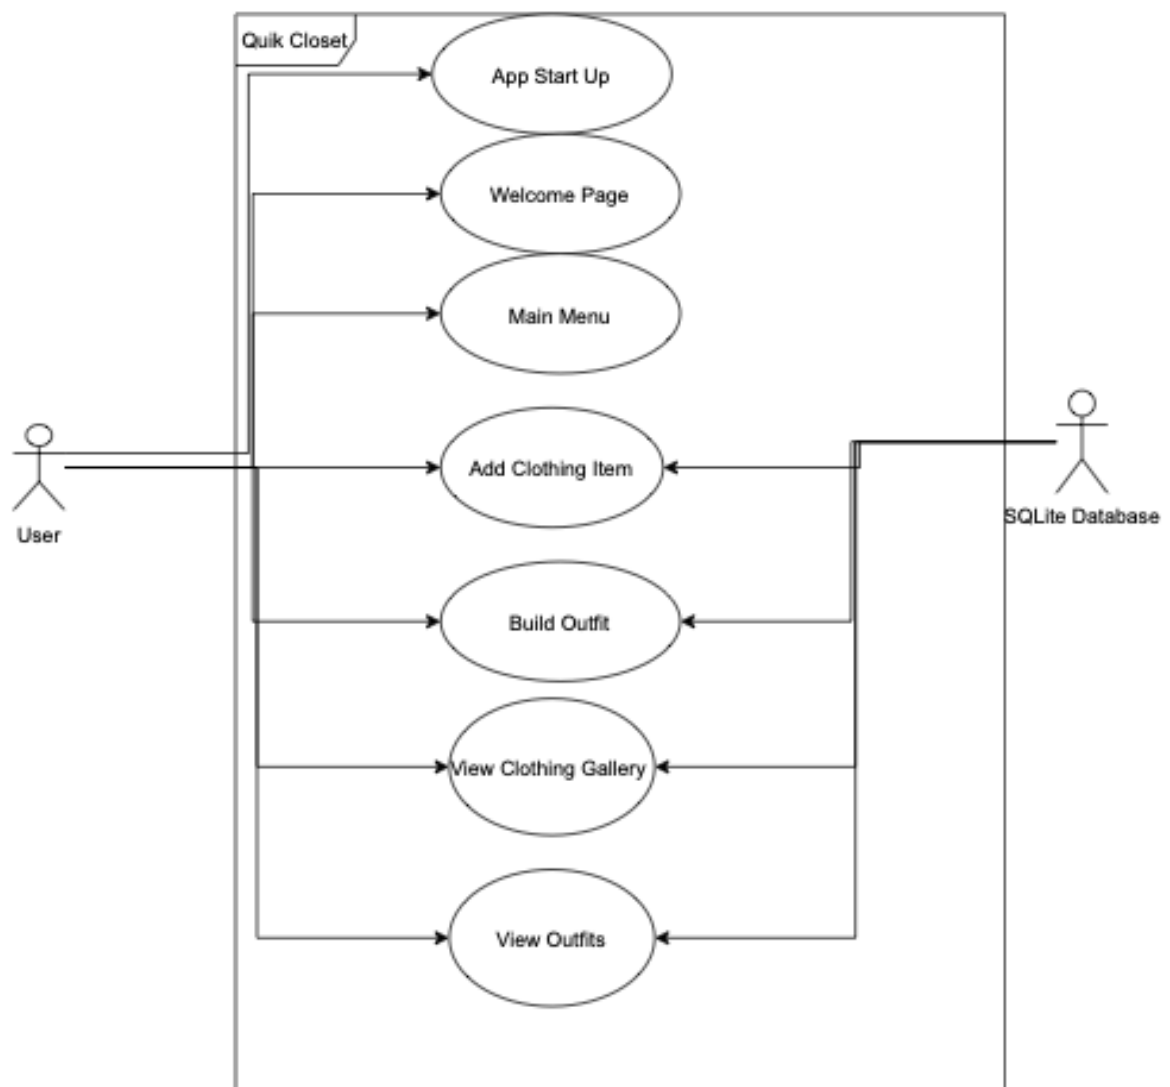 Quik Closet
App Start Up
Welcome Page
Main Menu
Add Clothing Item
User
SQLite Database
Build Outfit
View Clothing Gallery
View Outfits